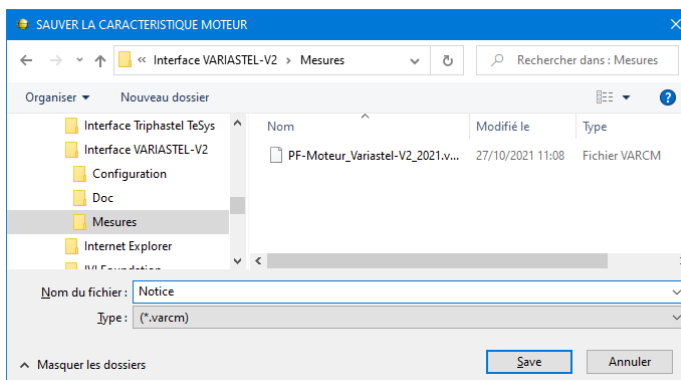 SAUVER LA CARACTERISTIQUE MOTEUR
« Interface VARIASTEL-V2 › Mesures
Rechercher dans : Mesures
Organiser
Nouveau dossier
Interface Triphastel TeSys
Interface VARIASTEL-V2
Configuration
Doc
Mesures
Internet Explorer
Nom
Modifié le
Type
PF-Moteur_Variastel-V2_2021.v...
27/10/2021 11:08
Fichier VARCM
Nom du fichier :
Notice
Type :
(*.varcm)
Masquer les dossiers
Save
Annuler